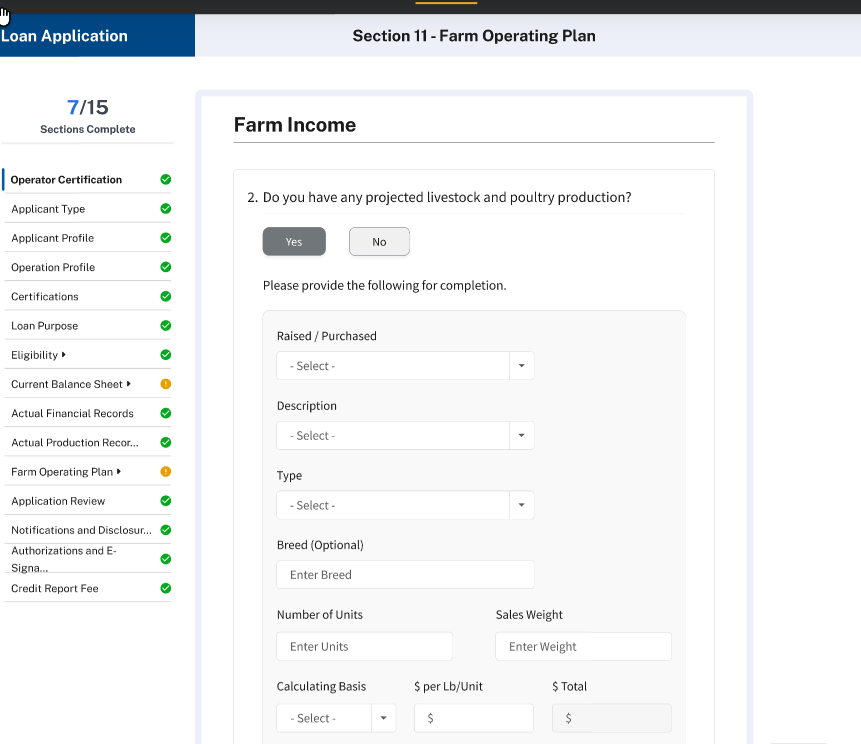 Loan Application
Section 11 - Farm Operating Plan
7/15
Sections Complete
Operator Certification
Applicant Type
Applicant Profile
Operation Profile
Certifications
Loan Purpose
Eligibility
Current Balance Sheet
Actual Financial Records
Actual Production Recor...
Farm Operating Plan
Application Review
Notifications and Disclosur...
Authorizations and E-
Signa...
Credit Report Fee
Farm Income
2. Do you have any projected livestock and poultry production?
Yes No
Please provide the following for completion.
Raised / Purchased
- Select -
Description
- Select -
Type
- Select -
Breed (Optional)
Enter Breed
Number of Units Sales Weight
Enter Units Enter Weight
Calculating Basis $ per Lb/Unit $ Total
- Select - $ $